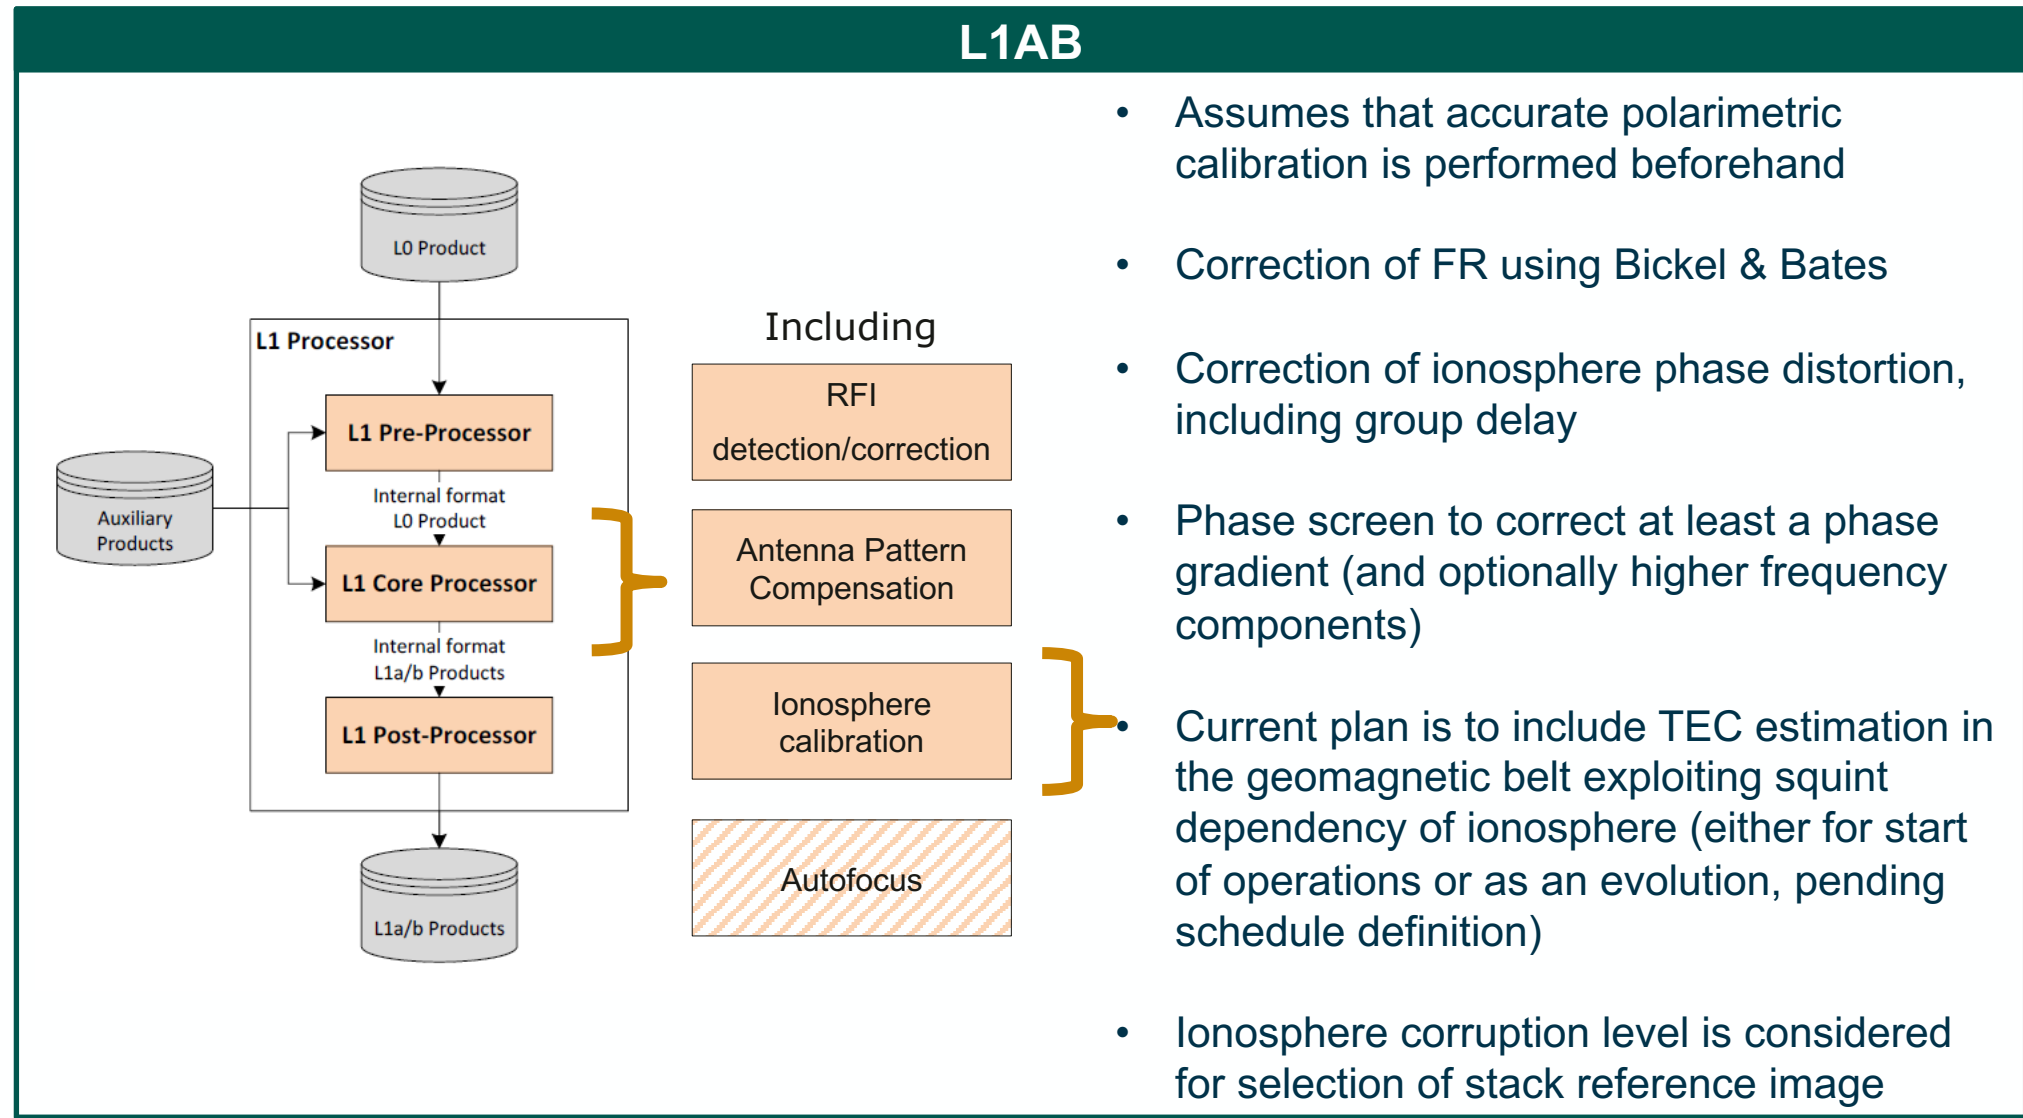 L1AB
L0 Product
L1 Processor
L1 Pre-Processor
Internal format
L0 Product
Auxiliary
Products
L1 Core Processor
Internal format
L1a/b Products
L1 Post-Processor
L1a/b Products
Including
RFI
detection/correction
Antenna Pattern
Compensation
Ionosphere
calibration
Autofocus
• Assumes that accurate polarimetric
calibration is performed beforehand
• Correction of FR using Bickel & Bates
• Correction of ionosphere phase distortion,
including group delay
• Phase screen to correct at least a phase
gradient (and optionally higher frequency
components)
• Current plan is to include TEC estimation in
the geomagnetic belt exploiting squint
dependency of ionosphere (either for start
of operations or as an evolution, pending
schedule definition)
• Ionosphere corruption level is considered
for selection of stack reference image